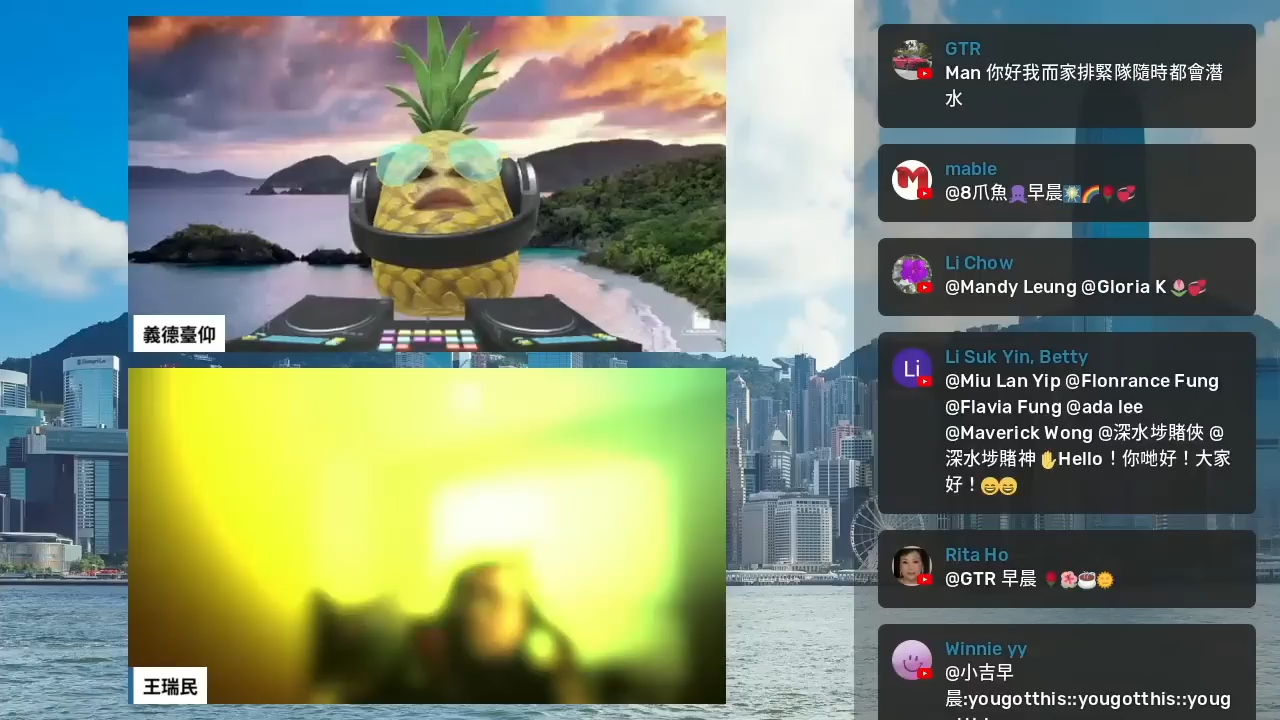 義德臺仰
王瑞民
GTR
Man 你好我而家排緊隊隨時都會潛
水
mable
@8爪魚早晨
Li Chow
@Mandy Leung @Gloria K
Li
Li Suk Yin, Betty
@Miu Lan Yip @Flonrance Fung
@Flavia Fung @ada lee
@Maverick Wong @深水埗賭俠 @
深水埗賭神✋Hello！你哋好！大家
好！😄😄
Rita Ho
@GTR 早晨 🌹🌺☕🌞
Winnie yy
@小吉早
晨:yougotthis::yougotthis::youg